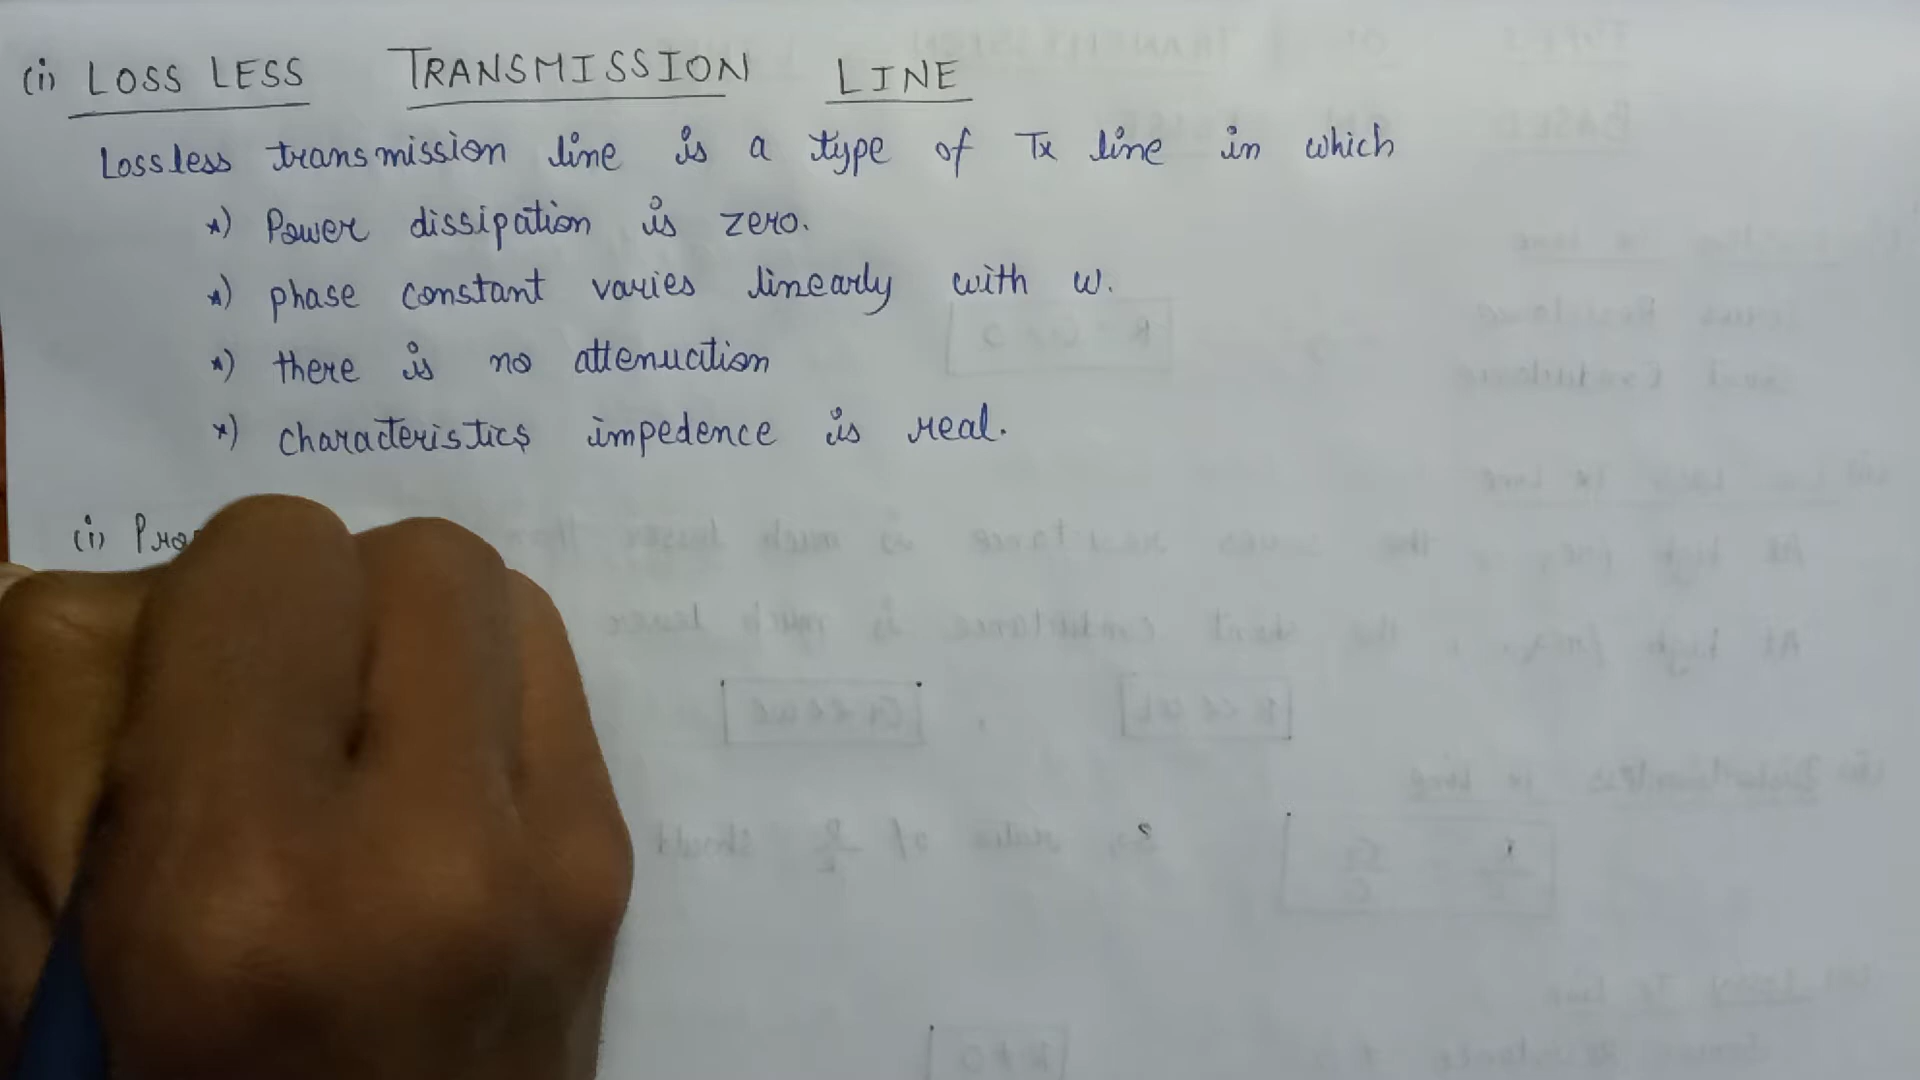 (i) LOSS LESS TRANSMISSION LINE
Lossless transmission line is a type of Tx line in which
*) Power dissipation is zero.
*) phase constant varies linearly with w.
*) there is no attenuation
*) characteristics impedence is real.
(i) Pro